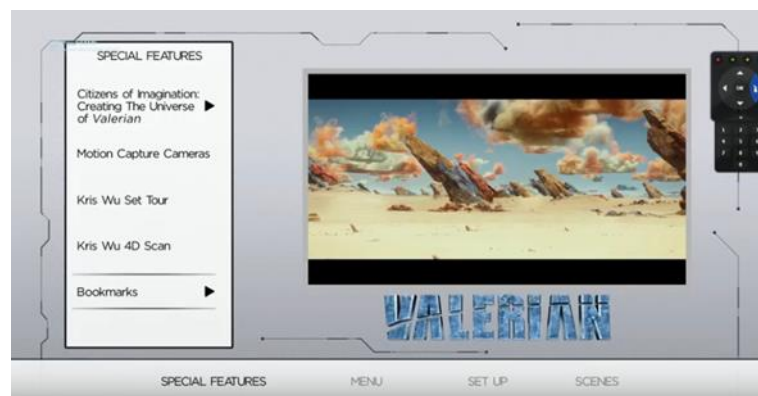 SPECIAL FEATURES
Citizens of Imagination:
Creating The Universe
of Valerian
Motion Capture Cameras
Kris Wu Set Tour
Kris Wu 4D Scan
Bookmarks
VALERIAN
SPECIAL FEATURES
MENU
SET UP
SCENES